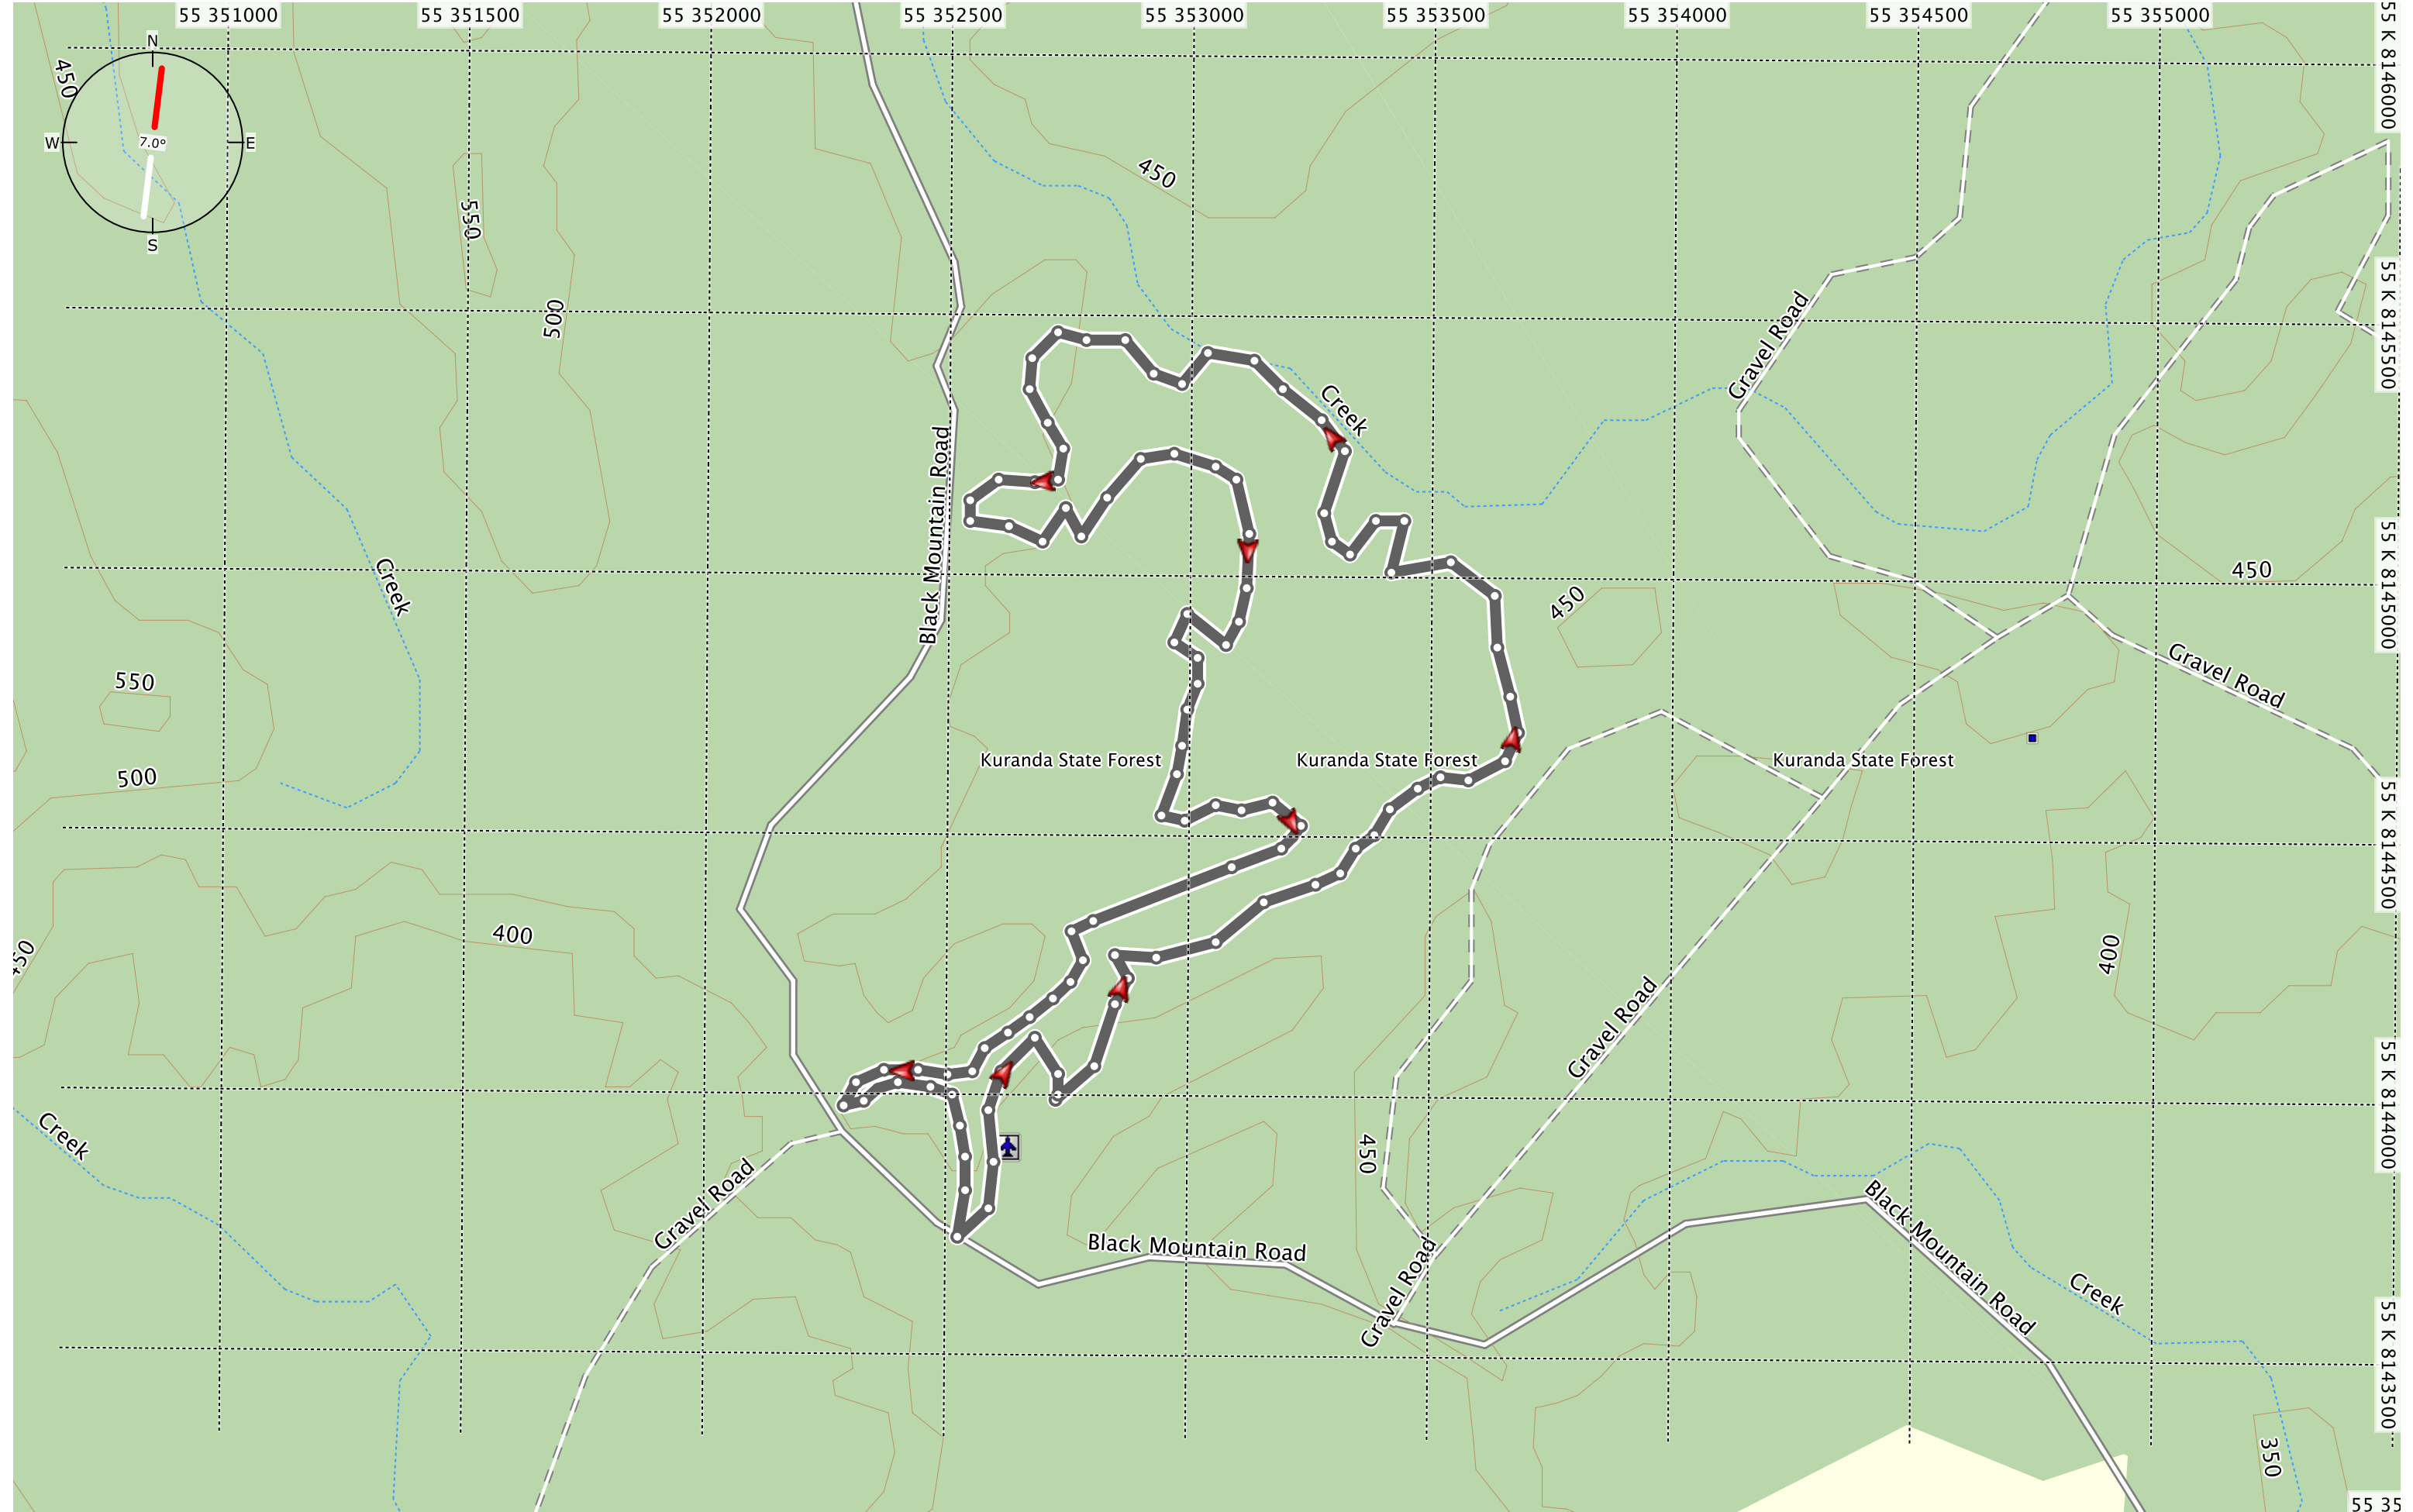 55 351000
55 351500
55 352000
55 352500
55 353000
55 353500
55 354000
55 354500
55 355000
N
W
E
S
7.0°
450
550
500
450
55 K 8146000
55 K 8145500
Gravel Road
Creek
Black Mountain Road
Creek
450
450
55 K 8145000
Gravel Road
550
500
Kuranda State Forest
Kuranda State Forest
Kuranda State Forest
55 K 8144500
400
450
400
Gravel Road
55 K 8144000
Creek
450
Gravel Road
Black Mountain Road
Gravel Road
Black Mountain Road
Creek
55 K 8143500
350
55 35